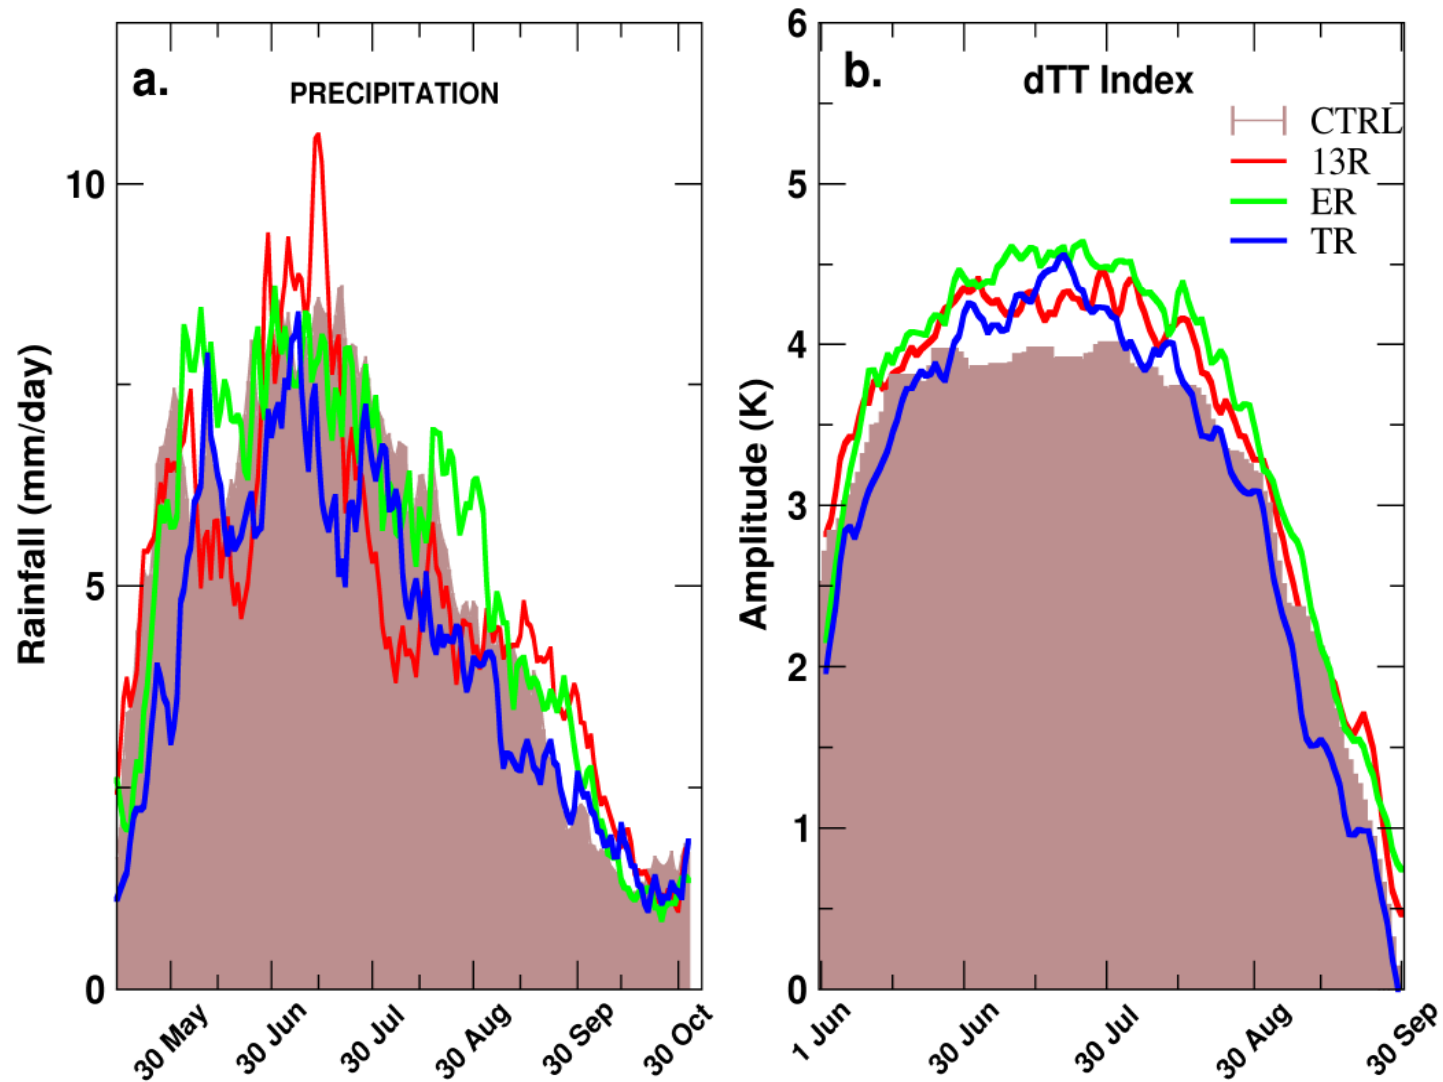 a.
PRECIPITATION
Rainfall (mm/day)
10
5
0
30 May
30 Jun
30 Jul
30 Aug
30 Sep
30 Oct
b.
dTT Index
CTRL
13R
ER
TR
Amplitude (K)
6
5
4
3
2
1
0
1 Jun
30 Jun
30 Jul
30 Aug
30 Sep